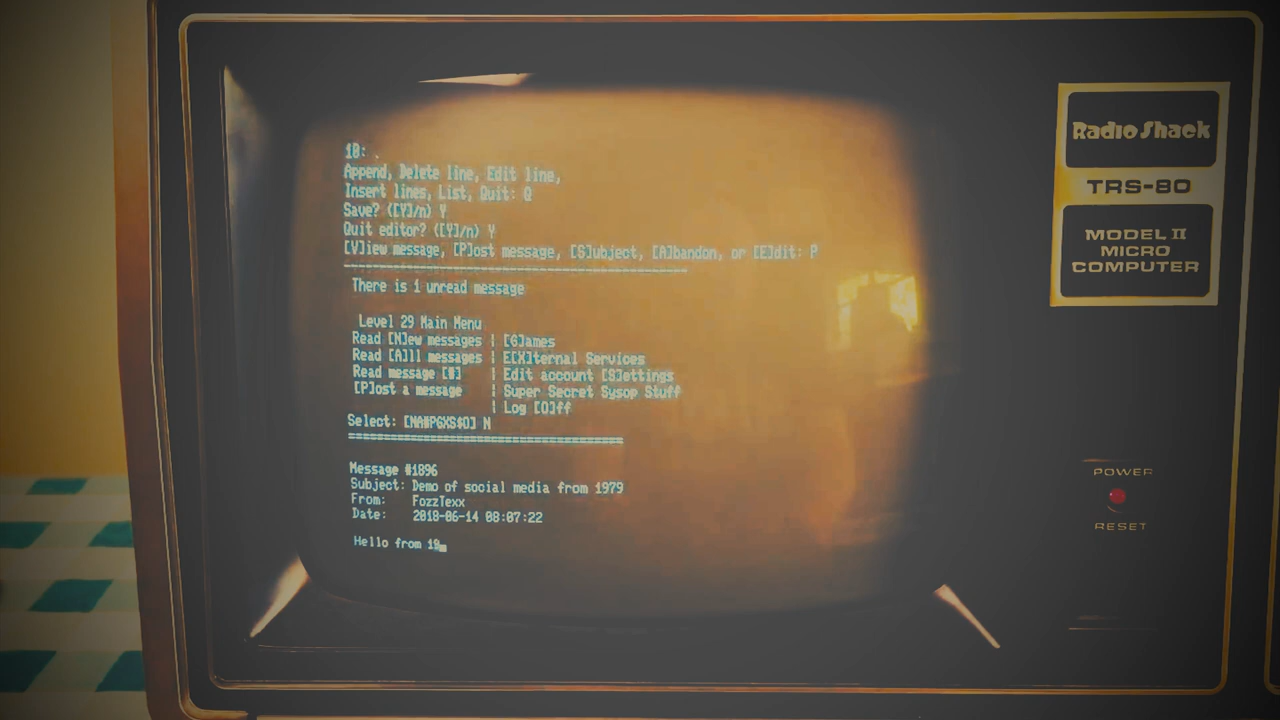 10: .
Append, Delete line, Edit line,
Insert lines, List, Quit: Q
Save? ([Y]/n) Y
Quit editor? ([Y]/n) Y
[V]iew message, [P]ost message, [S]ubject, [A]bandon, or [E]dit: P
There is 1 unread message
Level 29 Main Menu
Read [N]ew messages | [G]ames
Read [A]ll messages | E[X]ternal Services
Read message [#] | Edit account [S]ettings
[P]ost a message | Super Secret Sysop Stuff
| Log [O]ff
Select: [NA#PGXS$O] N
Message #1896
Subject: Demo of social media from 1979
From: FozzTexx
Date: 2018-06-14 08:07:22
Hello from 19
Radio Shack
TRS-80
MODEL II
MICRO
COMPUTER
POWER
RESET